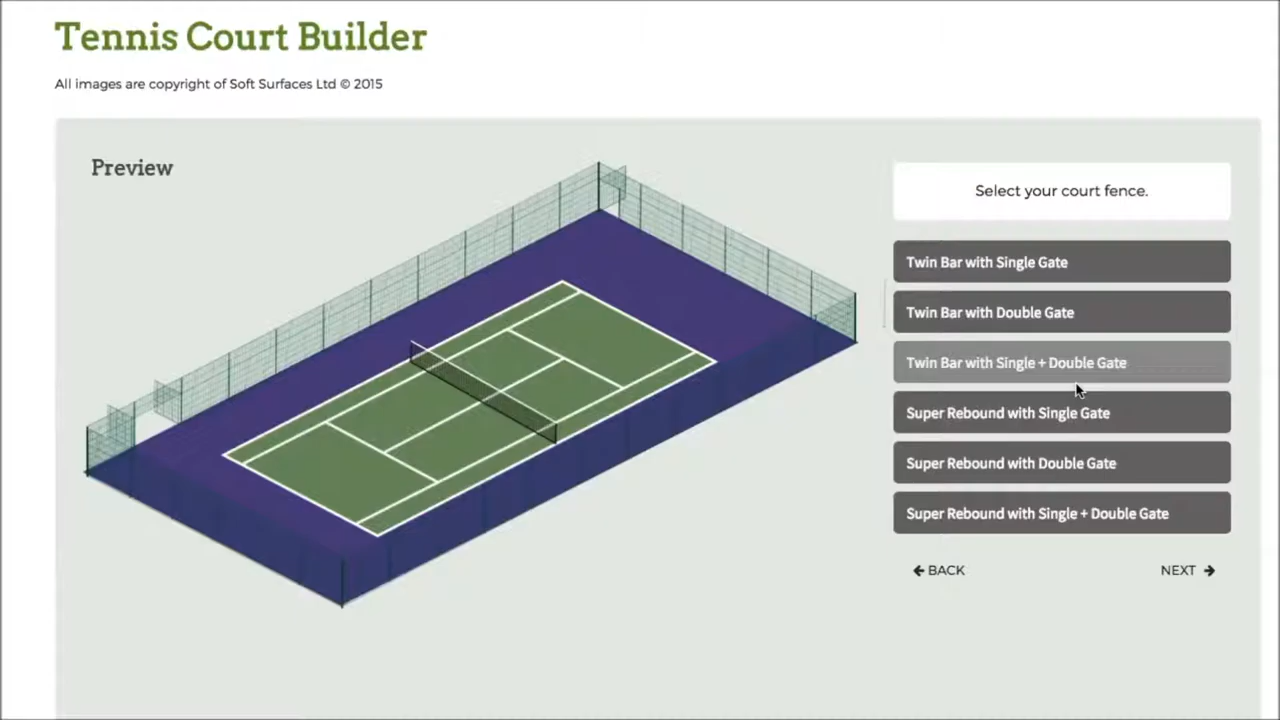 Tennis Court Builder
All images are copyright of Soft Surfaces Ltd © 2015
Preview
Select your court fence.
Twin Bar with Single Gate
Twin Bar with Double Gate
Twin Bar with Single + Double Gate
Super Rebound with Single Gate
Super Rebound with Double Gate
Super Rebound with Single + Double Gate
BACK
NEXT